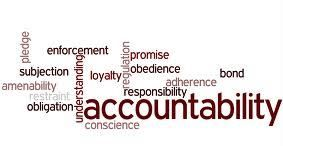 pledge
enforcement
regulation
promise
subjection
understanding
loyalty
obedience
bond
amenability
adherence
restraint
responsibility
obligation
accountability
conscience